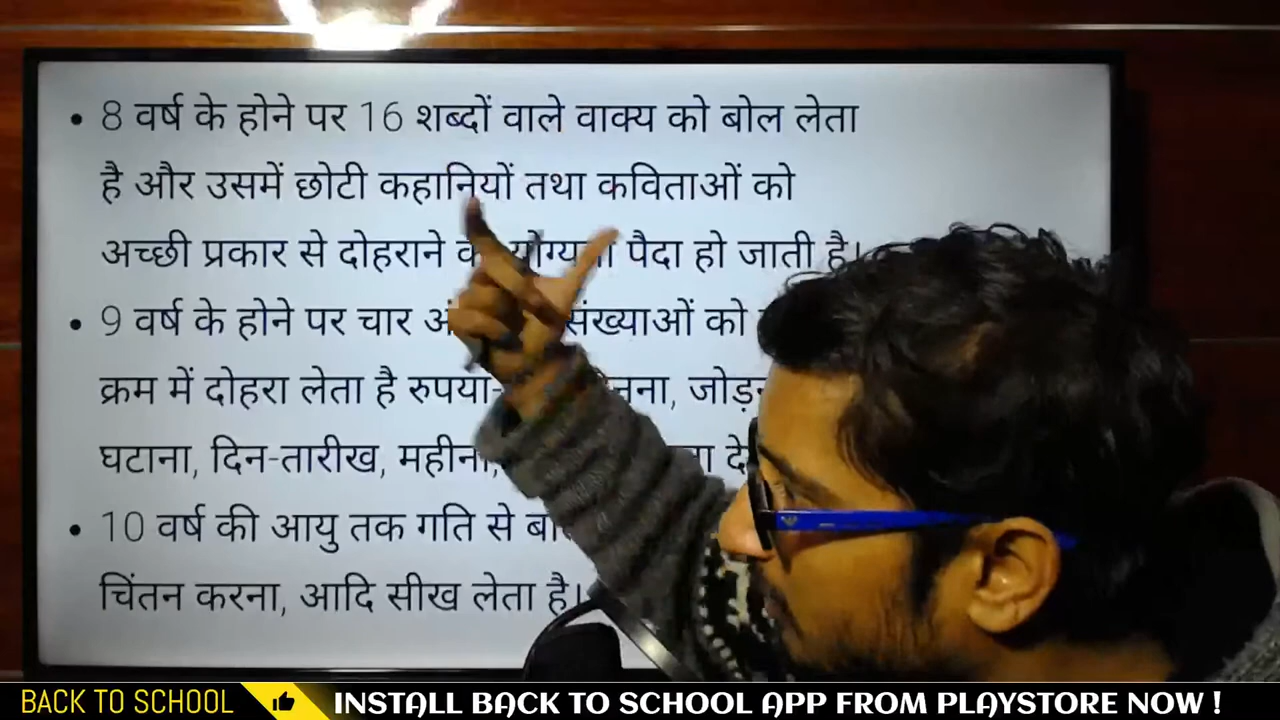 • 8 वर्ष के होने पर 16 शब्दों वाले वाक्य को बोल लेता
है और उसमें छोटी कहानियों तथा कविताओं को
अच्छी प्रकार से दोहराने पैदा हो जाती है।
• 9 वर्ष के होने पर चार संख्याओं को
क्रम में दोहरा लेता है रुपया-
घटाना, दिन-तारीख, महीना,
• 10 वर्ष की आयु तक गति से
चिंतन करना, आदि सीख लेता है।
BACK TO SCHOOL INSTALL BACK TO SCHOOL APP FROM PLAYSTORE NOW !